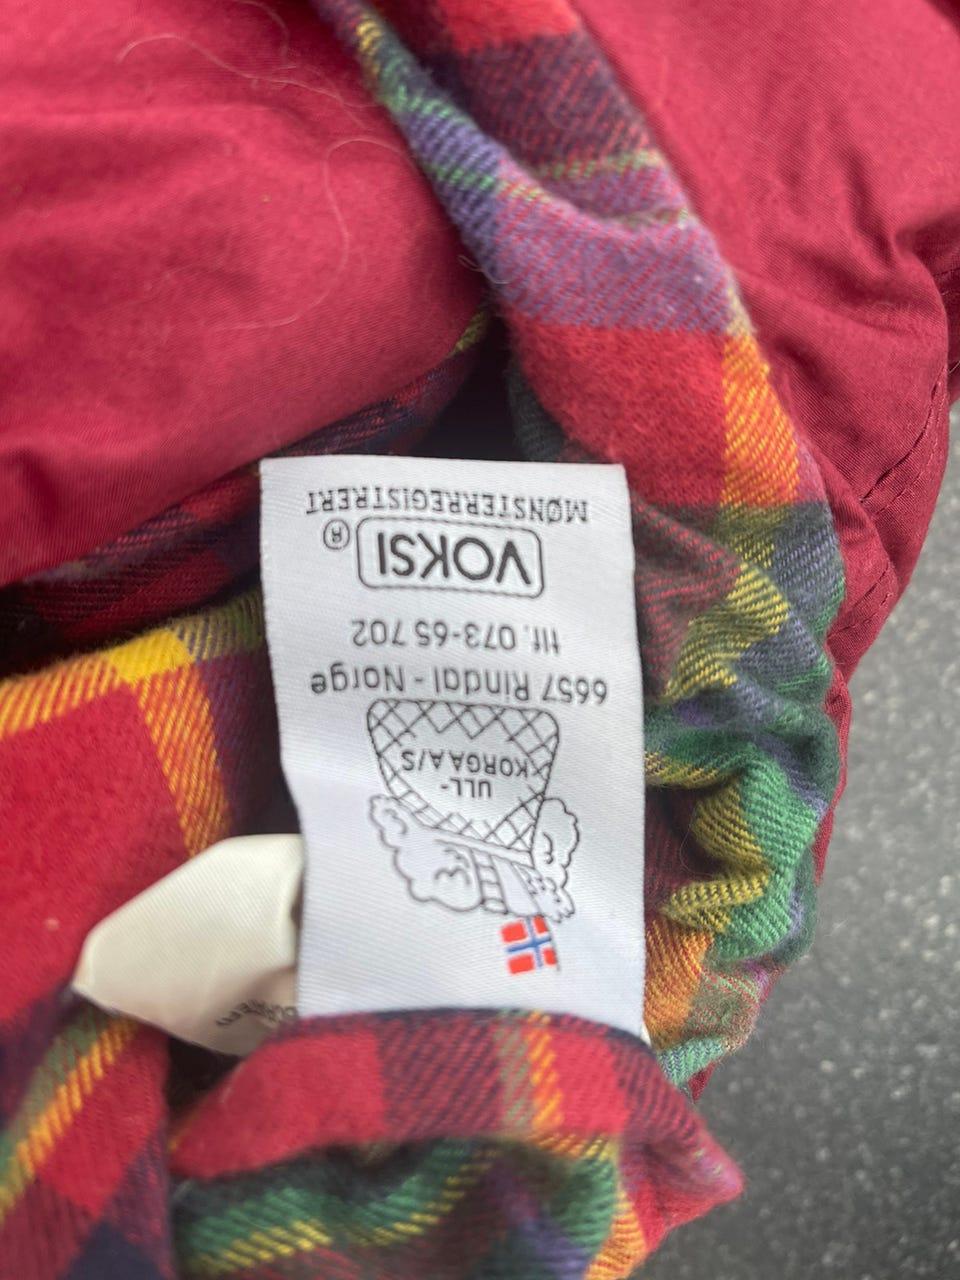 ULL-
KORGA A/S
6657 Rindal - Norge
tlf. 073-65 702
VOKSI ®
MØNSTERREGISTRERT